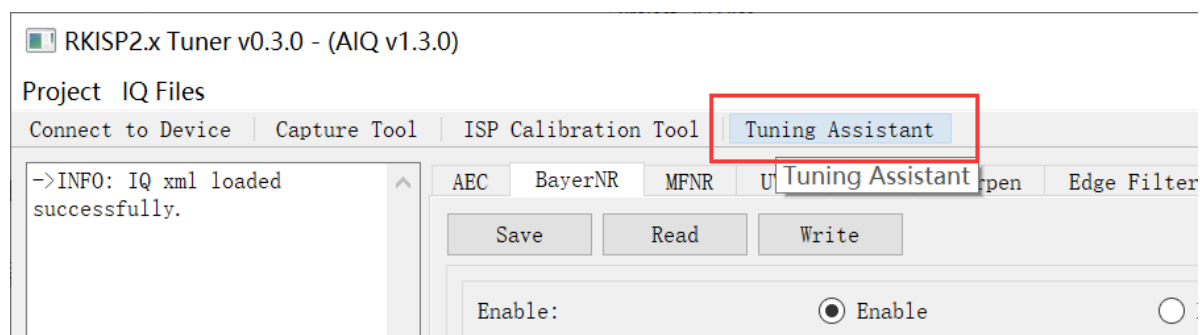 RKISP2.x Tuner v0.3.0 - (AIQ v1.3.0)
Project IQ Files
Connect to Device Capture Tool ISP Calibration Tool Tuning Assistant
->INFO: IQ xml loaded
successfully.
AEC BayerNR MFNR Edge Filter
Tuning Assistant
Save Read Write
Enable: Enable